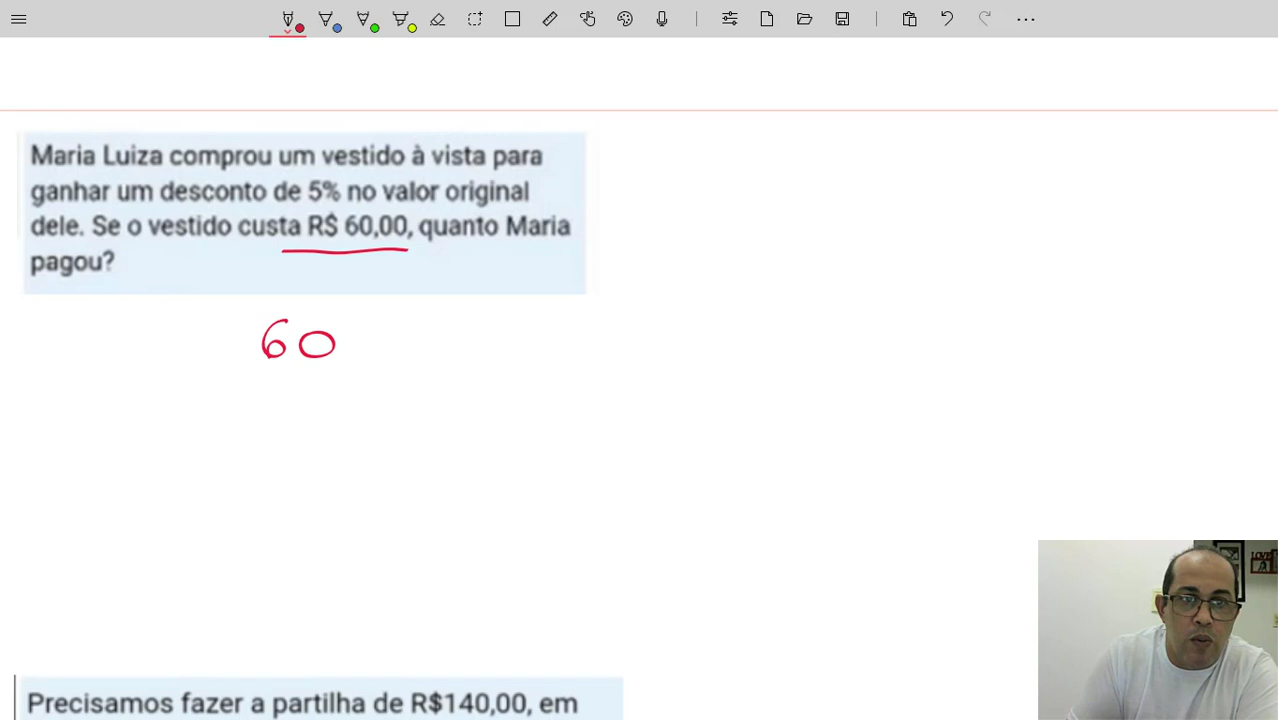 Maria Luiza comprou um vestido à vista para
ganhar um desconto de 5% no valor original
dele. Se o vestido custa R$ 60,00, quanto Maria
pagou?
60
LOVE
Precisamos fazer a partilha de R$140,00, em